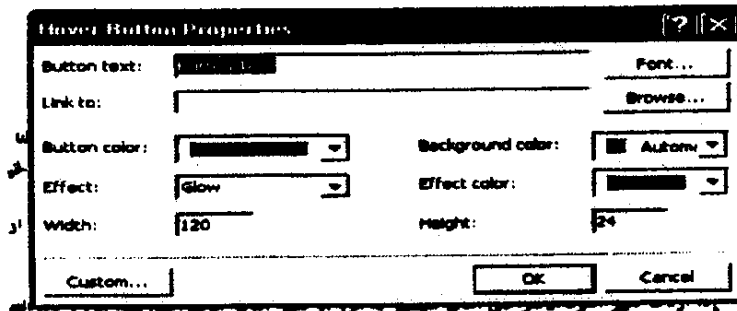 Hover Button Properties
Button text: Font...
Link to: Browse...
Button color: Background color: Autom
Effect: Glow Effect color:
Width: 120 Height: 24
Custom... OK Cancel